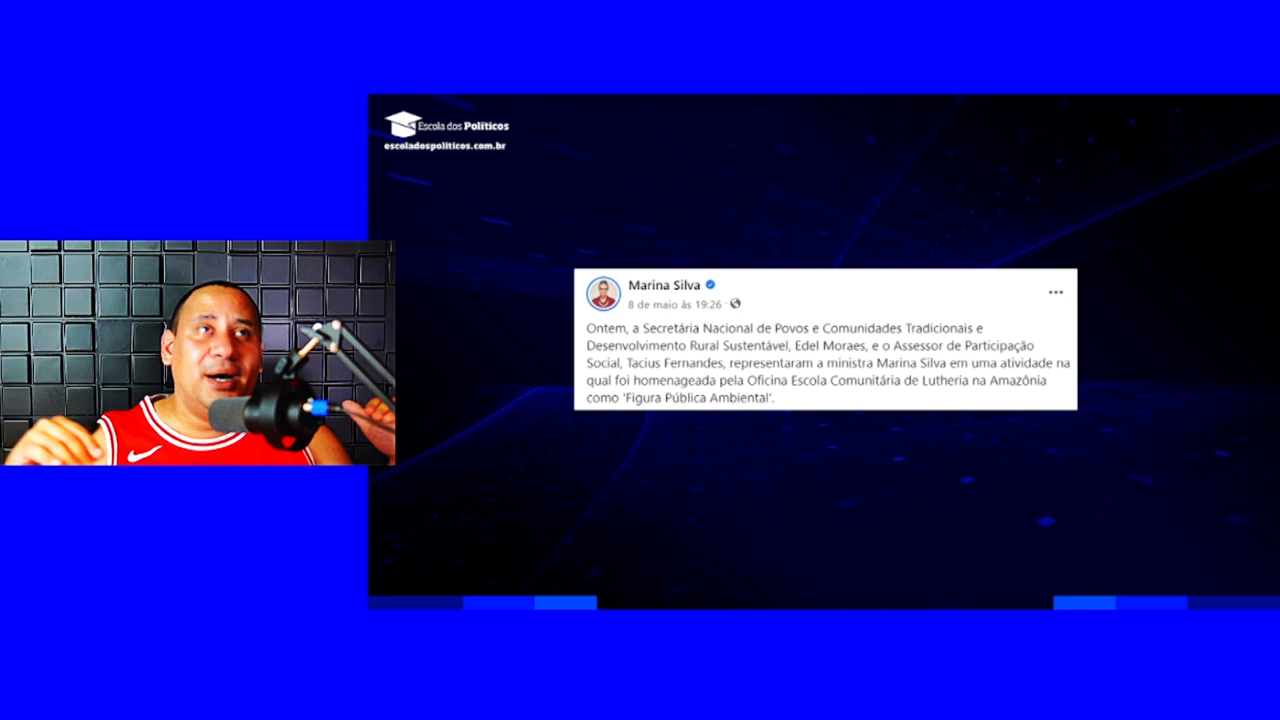 Escola dos Políticos
escoladospoliticos.com.br
Marina Silva
8 de maio às 19:26 ·
Ontem, a Secretária Nacional de Povos e Comunidades Tradicionais e
Desenvolvimento Rural Sustentável, Edel Moraes, e o Assessor de Participação
Social, Tacius Fernandes, representaram a ministra Marina Silva em uma atividade na
qual foi homenageada pela Oficina Escola Comunitária de Lutheria na Amazônia
como 'Figura Pública Ambiental'.